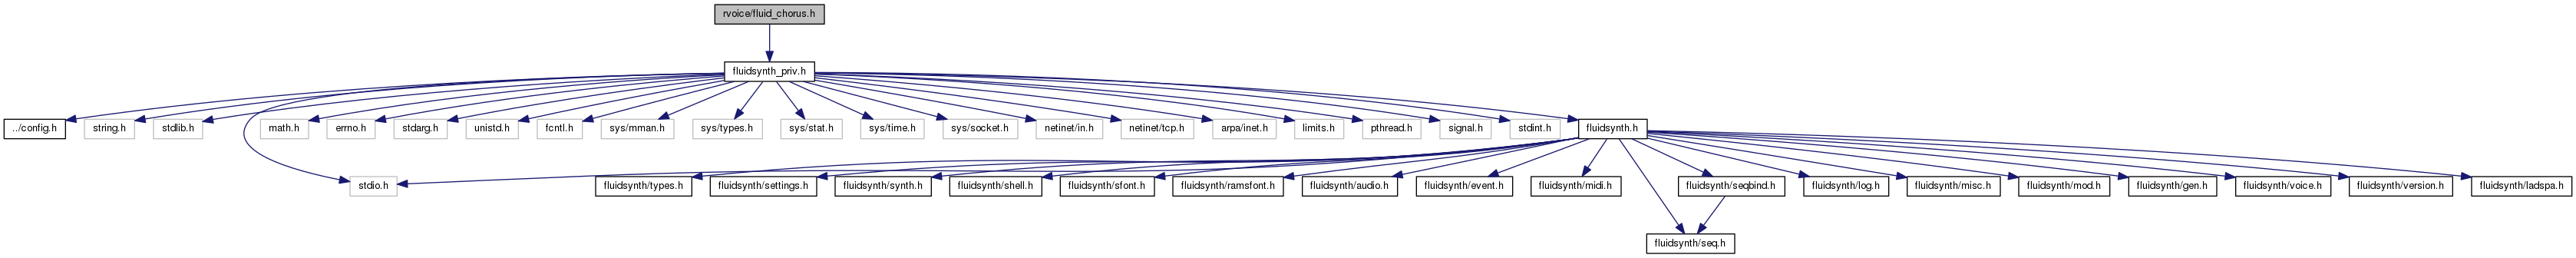 rvoice/fluid_chorus.h
fluidsynth_priv.h
../config.h
string.h
stdlib.h
math.h
errno.h
stdarg.h
unistd.h
fcntl.h
sys/mman.h
sys/types.h
sys/stat.h
sys/time.h
sys/socket.h
netinet/in.h
netinet/tcp.h
arpa/inet.h
limits.h
pthread.h
signal.h
stdint.h
fluidsynth.h
stdio.h
fluidsynth/types.h
fluidsynth/settings.h
fluidsynth/synth.h
fluidsynth/shell.h
fluidsynth/sfont.h
fluidsynth/ramsfont.h
fluidsynth/audio.h
fluidsynth/event.h
fluidsynth/midi.h
fluidsynth/seqbind.h
fluidsynth/log.h
fluidsynth/misc.h
fluidsynth/mod.h
fluidsynth/gen.h
fluidsynth/voice.h
fluidsynth/version.h
fluidsynth/ladspa.h
fluidsynth/seq.h